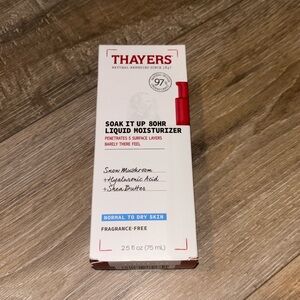 THAYERS
NATURAL REMEDIES SINCE 1847
97%
SOAK IT UP 80HR
LIQUID MOISTURIZER
PENETRATES 5 SURFACE LAYERS
BARELY THERE FEEL
Snow Mushroom
+Hyaluronic Acid
+Shea Butter
NORMAL TO DRY SKIN
FRAGRANCE-FREE
2.5 fl oz (75 mL)